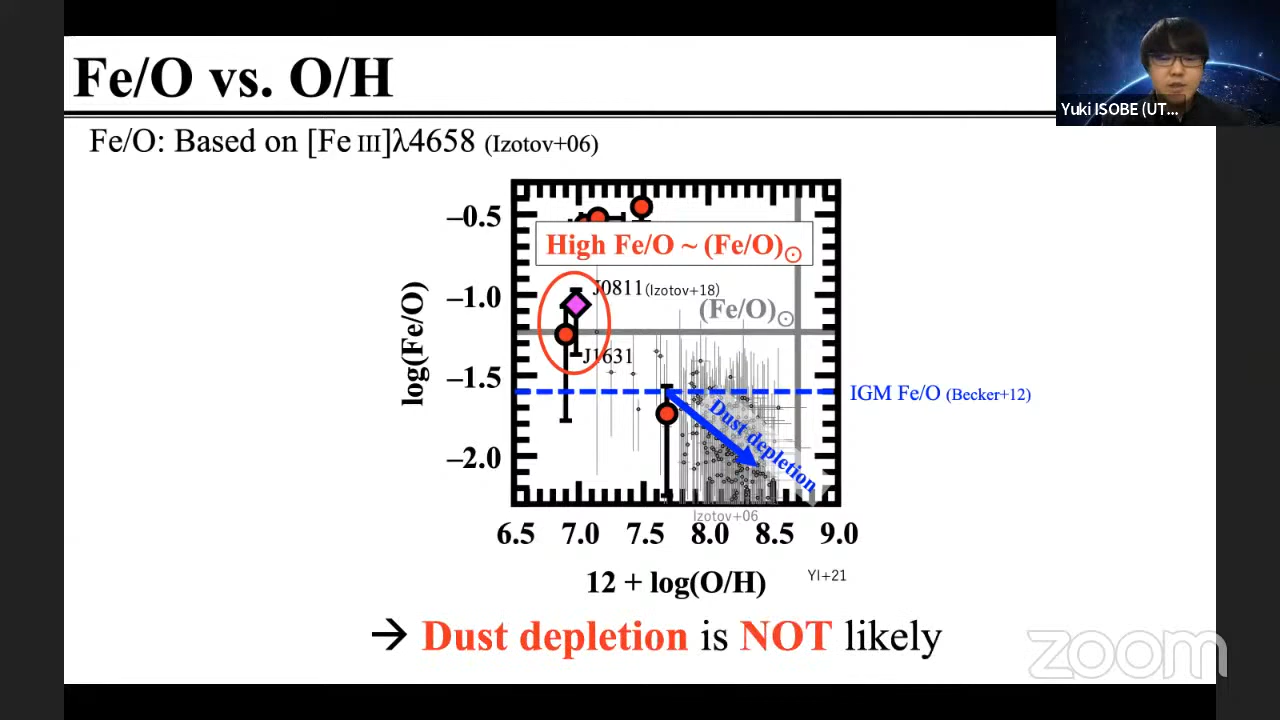 Fe/O vs. O/H
Yuki ISOBE (UT...
Fe/O: Based on [Fe III]λ4658 (Izotov+06)
−0.5
High Fe/O ~ (Fe/O)⊙
J0811(Izotov+18)
−1.0
(Fe/O)⊙
log(Fe/O)
J1631
−1.5
IGM Fe/O (Becker+12)
Dust depletion
−2.0
Izotov+06
6.5 7.0 7.5 8.0 8.5 9.0
12 + log(O/H)
YI+21
→ Dust depletion is NOT likely
zoom